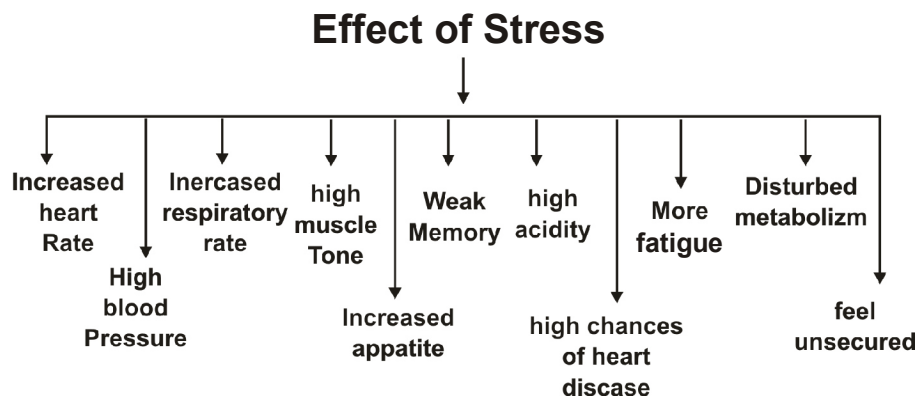 Effect of Stress
Increased
heart
Rate
High
blood
Pressure
Inercased
respiratory
rate
high
muscle
Tone
Increased
appatite
Weak
Memory
high
acidity
high chances
of heart
discase
More
fatigue
Disturbed
metabolizm
feel
unsecured